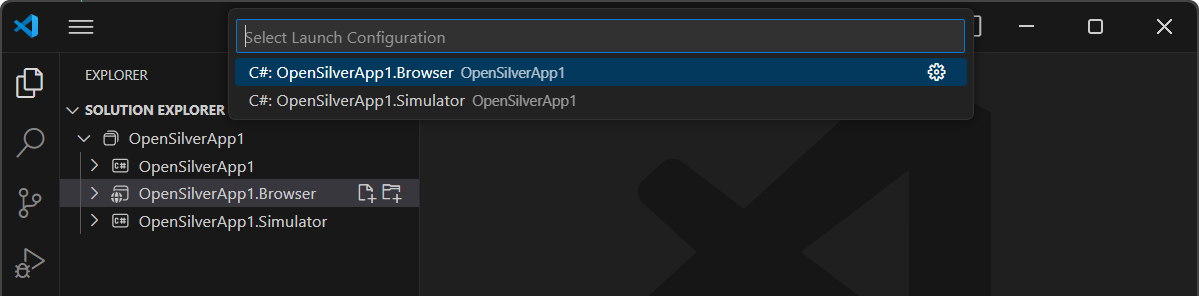 Select Launch Configuration
C#: OpenSilverApp1.Browser OpenSilverApp1
C#: OpenSilverApp1.Simulator OpenSilverApp1
EXPLORER
SOLUTION EXPLORER
OpenSilverApp1
C# OpenSilverApp1
OpenSilverApp1.Browser
C# OpenSilverApp1.Simulator